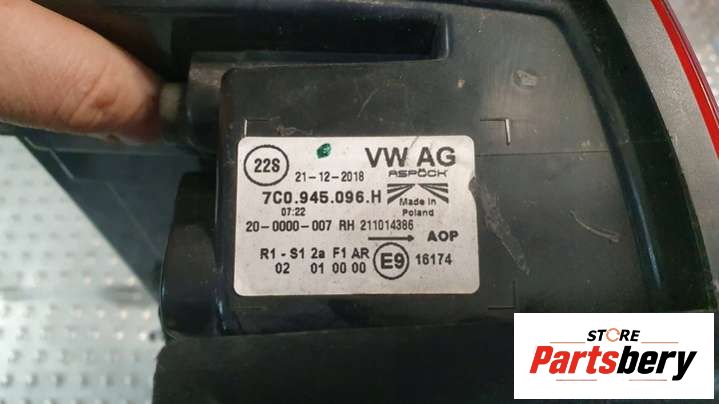 22S
VW AG
21-12-2018
ASPÖCK
7C0.945.096.H
07:22
Made in
Poland
20-0000-007 RH 211014386
AOP
R1 - S1 2a F1 AR
02 01 00 00
E9 16174
STORE
Partsbery